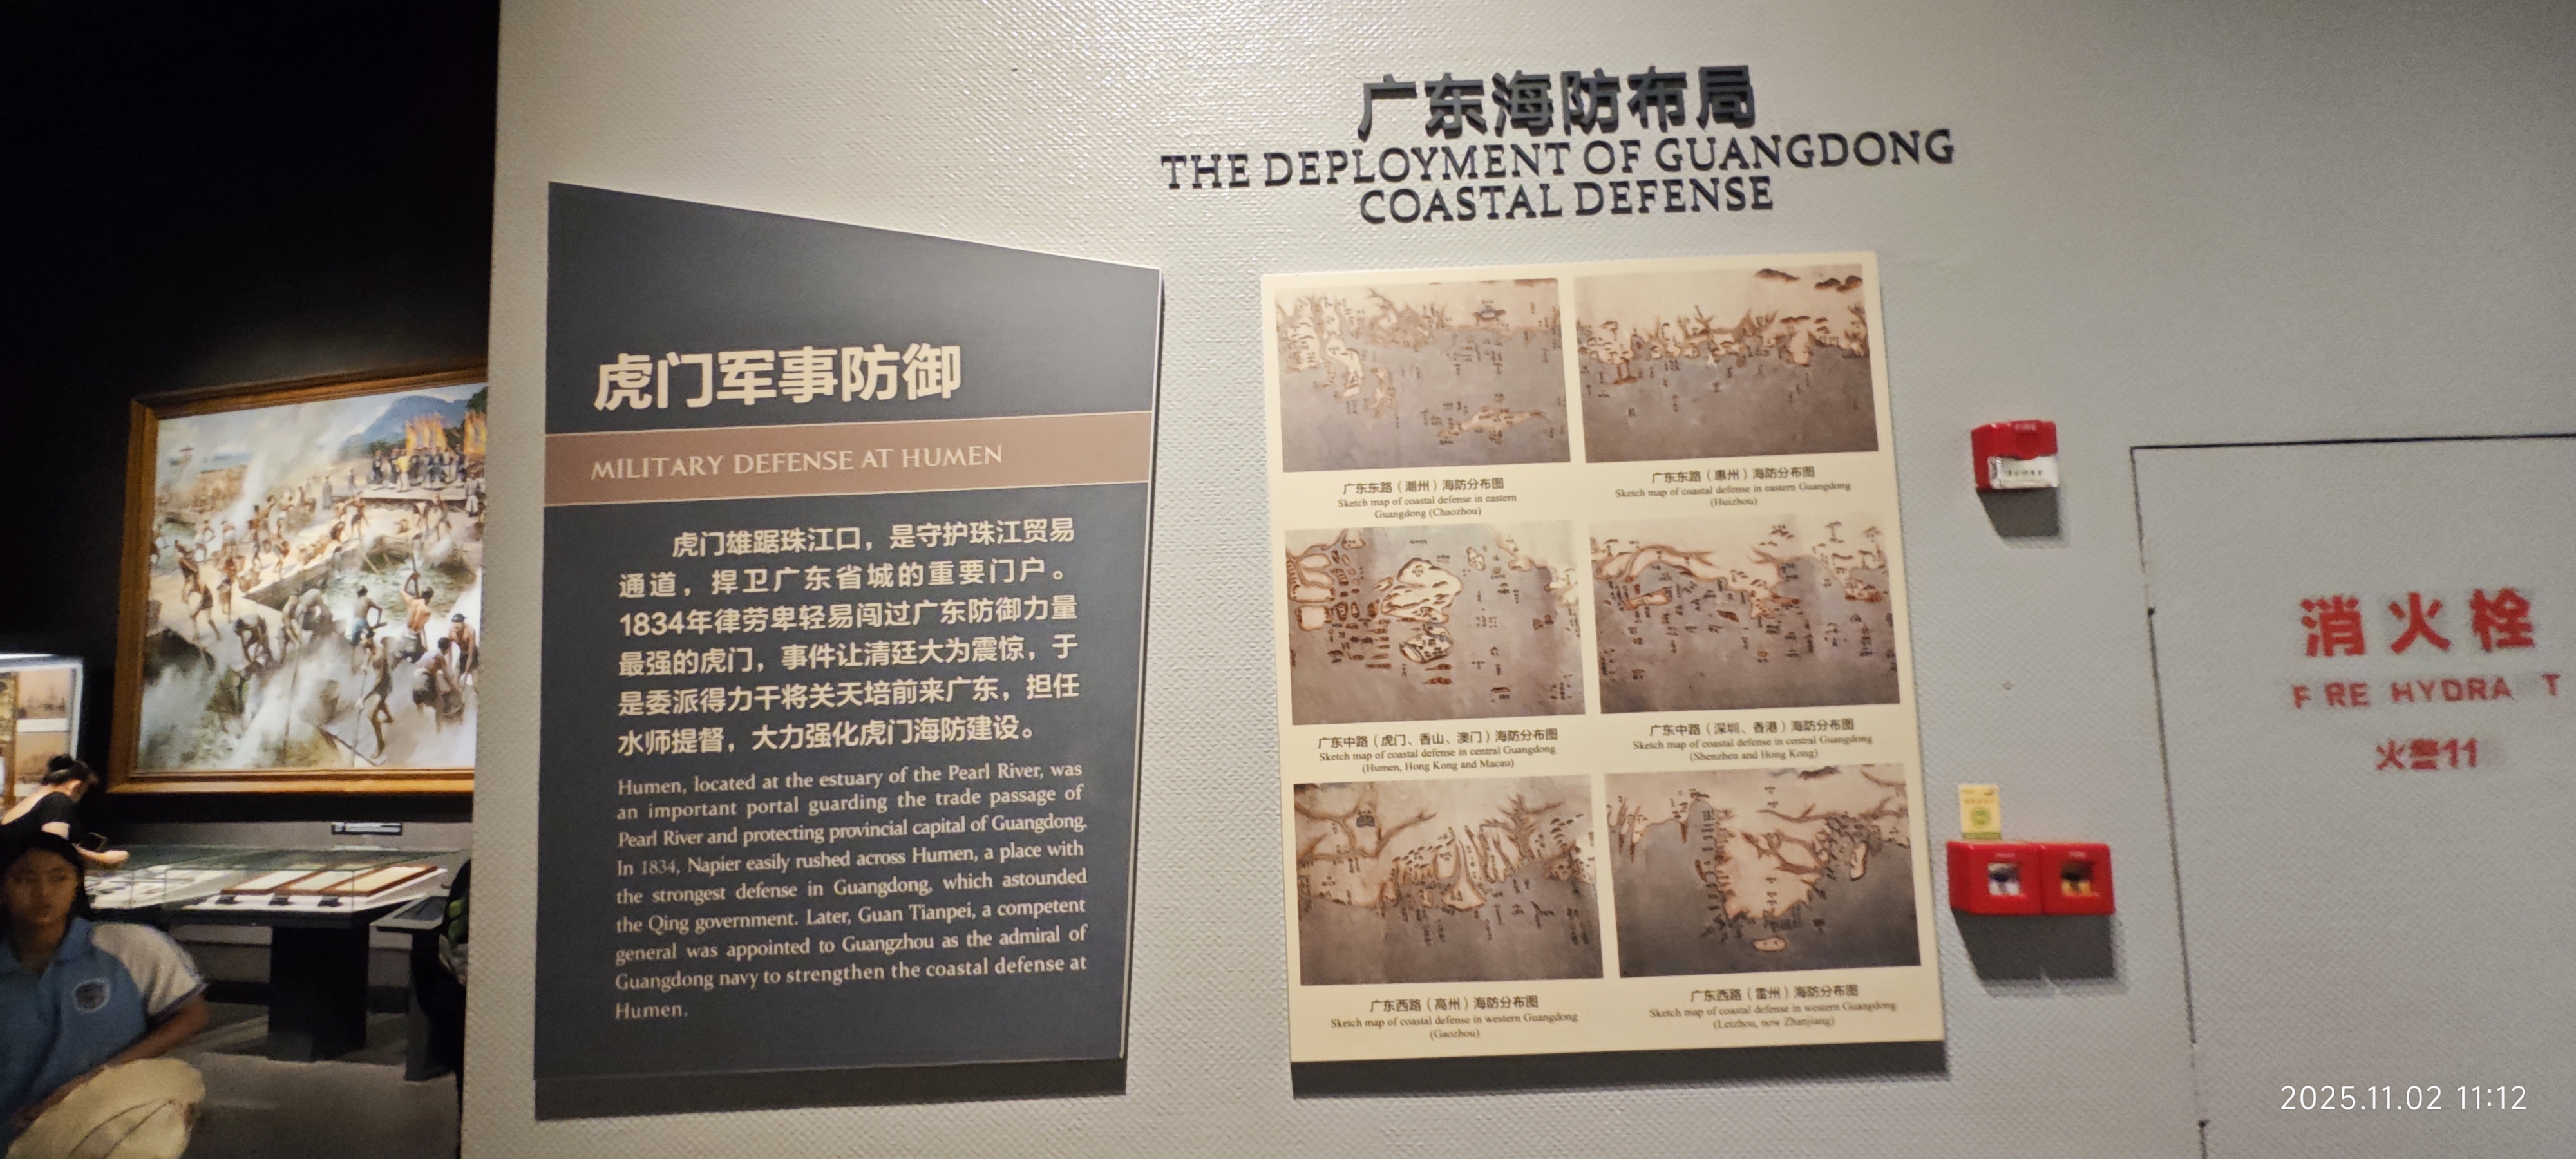 广东海防布局
THE DEPLOYMENT OF GUANGDONG
COASTAL DEFENSE
虎门军事防御
MILITARY DEFENSE AT HUMEN
虎门雄踞珠江口，是守护珠江贸易
通道，捍卫广东省城的重要门户。
1834年律劳卑轻易闯过广东防御力量
最强的虎门，事件让清廷大为震惊，于
是委派得力干将关天培前来广东，担任
水师提督，大力强化虎门海防建设。
Humen, located at the estuary of the Pearl River, was
an important portal guarding the trade passage of
Pearl River and protecting provincial capital of Guangdong.
In 1834, Napier easily rushed across Humen, a place with
the strongest defense in Guangdong, which astounded
the Qing government. Later, Guan Tianpei, a competent
general was appointed to Guangzhou as the admiral of
Guangdong navy to strengthen the coastal defense at
Humen.
广东东路（潮州）海防分布图
Sketch map of coastal defense in eastern
Guangdong (Chaozhou)
广东东路（惠州）海防分布图
Sketch map of coastal defense in eastern Guangdong
(Huizhou)
广东中路（虎门、香山、澳门）海防分布图
Sketch map of coastal defense in central Guangdong
(Humen, Hong Kong and Macau)
广东中路（深圳、香港）海防分布图
Sketch map of coastal defense in central Guangdong
(Shenzhen and Hong Kong)
广东西路（高州）海防分布图
Sketch map of coastal defense in western Guangdong
(Gaozhou)
广东西路（雷州）海防分布图
Sketch map of coastal defense in western Guangdong
(Leizhou, now Zhanjiang)
FIRE
消火栓
F RE HYDRA T
火警11
2025.11.02 11:12